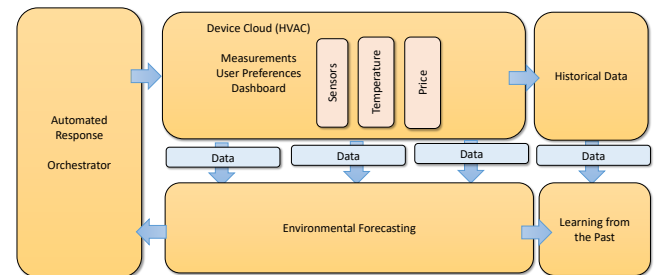 Automated
Response
Orchestrator
Device Cloud (HVAC)
Measurements
User Preferences
Dashboard
Sensors
Temperature
Price
Historical Data
Data
Data
Data
Data
Environmental Forecasting
Learning from
the Past